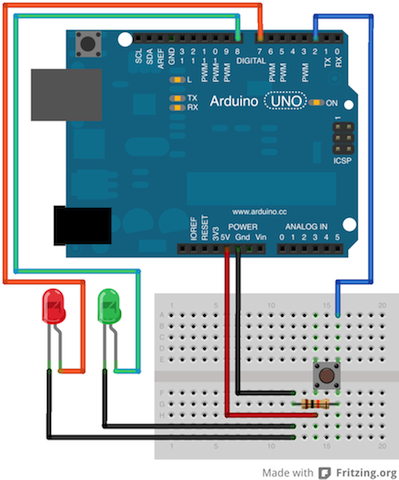 SCL
SDA
AREF
GND
13
12
PWM 11
PWM 10
PWM 9
8
7
PWM 6
PWM 5
4
PWM 3
2
TX 1
RX 0
DIGITAL
L
TX
RX
Arduino UNO
ON
1
ICSP
www.arduino.cc
POWER
ANALOG IN
IOREF
RESET
3V3
5V
Gnd
Vin
0 1 2 3 4 5
1 5 10 15 20
A
B
C
D
E
F
G
H
1 5 10 15 20
Made with Fritzing.org